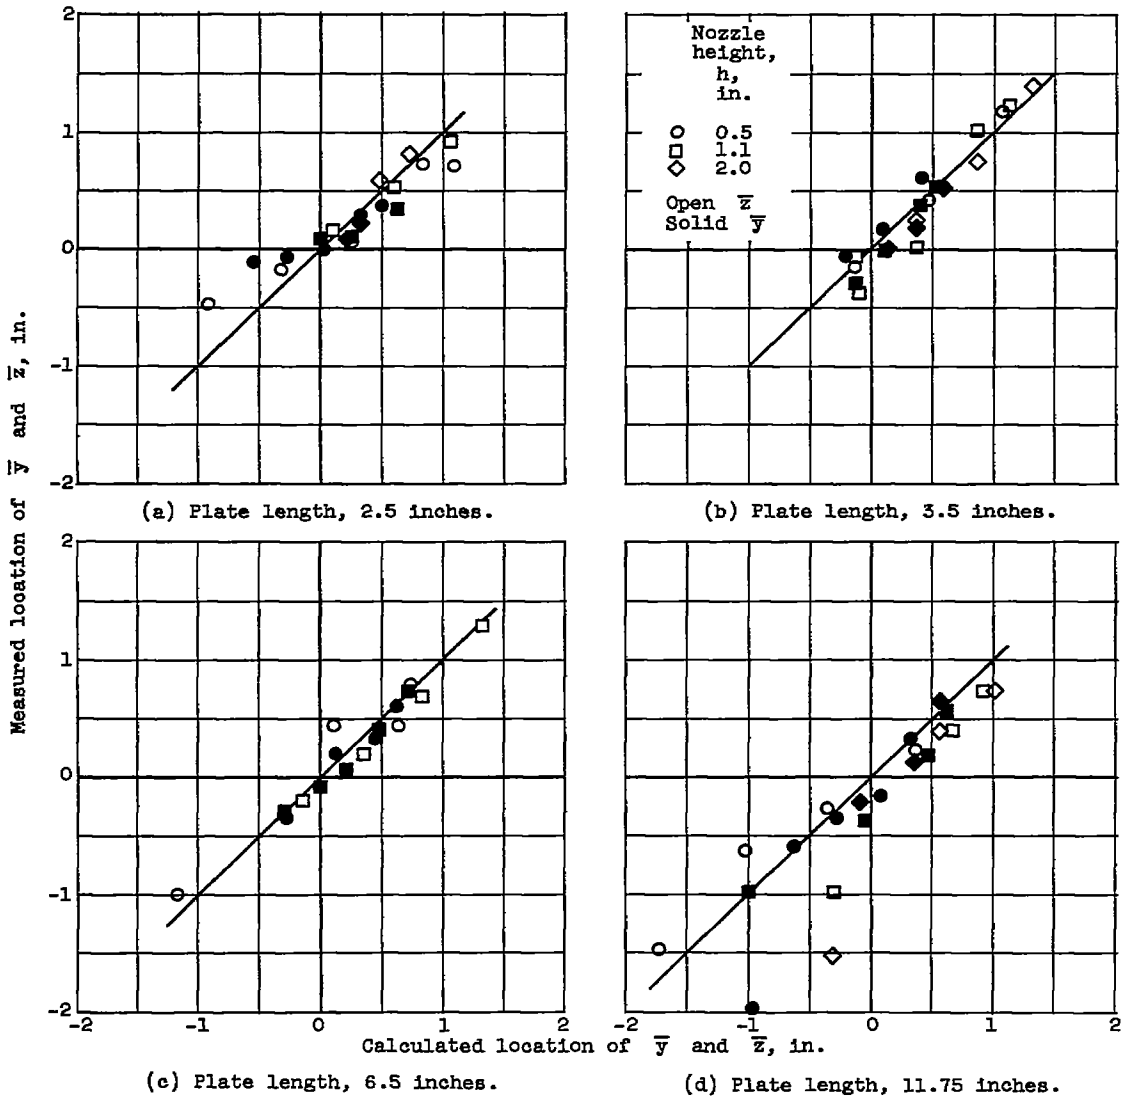 2
1
0
-1
-2
(a) Plate length, 2.5 inches.
Nozzle
height,
h,
in.
0.5
1.1
2.0
Open z̅
Solid y̅
(b) Plate length, 3.5 inches.
Measured location of y̅ and z̅, in.
2
1
0
-1
-2
-2 -1 0 1 2
-2 -1 0 1 2
Calculated location of y̅ and z̅, in.
(c) Plate length, 6.5 inches.
(d) Plate length, 11.75 inches.